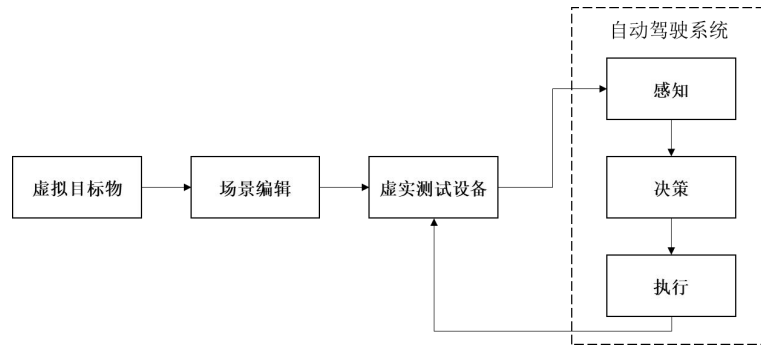 自动驾驶系统
感知
虚拟目标物
场景编辑
虚实测试设备
决策
执行